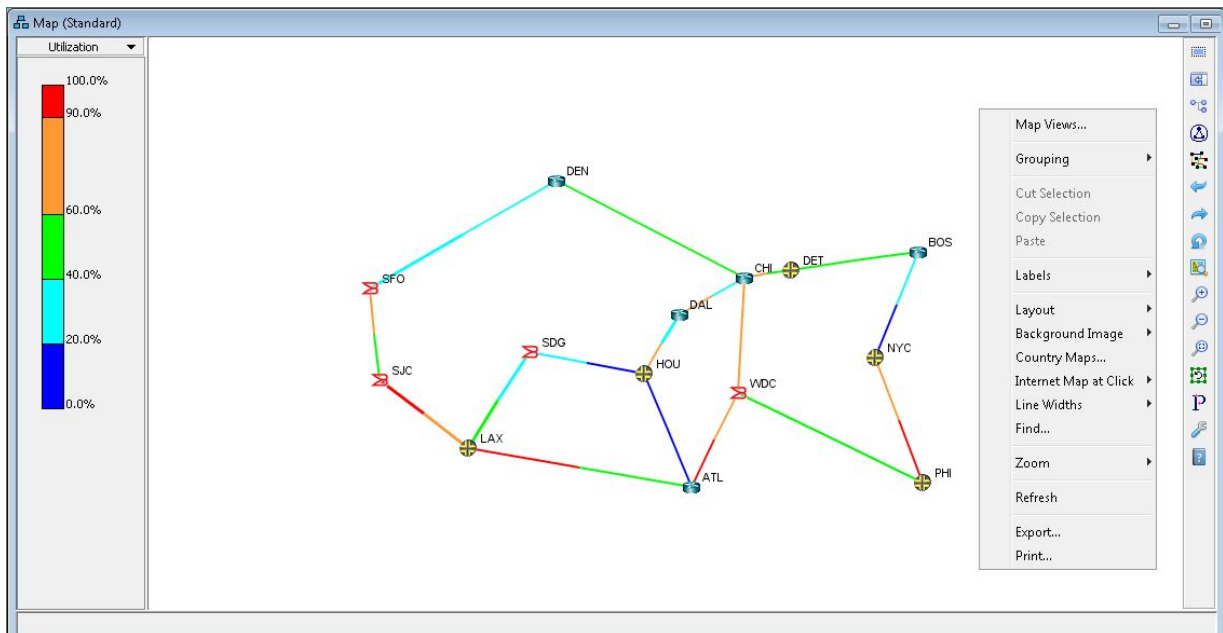 Map (Standard)
Utilization
100.0%
90.0%
60.0%
40.0%
20.0%
0.0%
DEN
SFO
CHI
DET
BOS
DAL
SDG
HOU
NYC
SJC
WDC
LAX
ATL
PHI
Map Views...
Grouping
Cut Selection
Copy Selection
Paste
Labels
Layout
Background Image
Country Maps...
Internet Map at Click
Line Widths
Find...
Zoom
Refresh
Export...
Print...
P
?